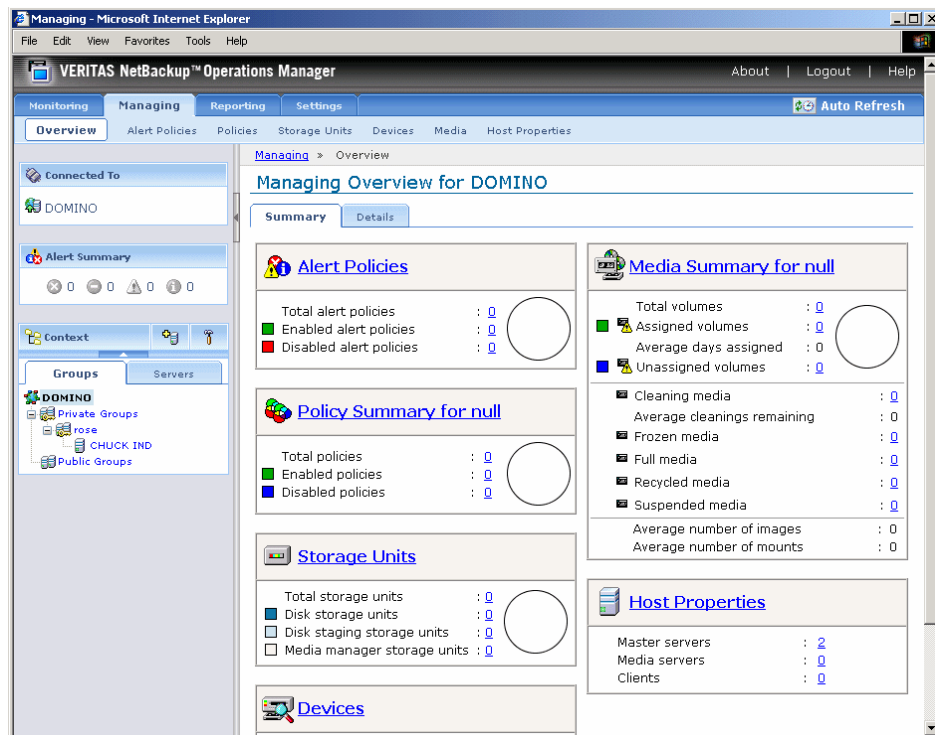 Managing - Microsoft Internet Explorer
File Edit View Favorites Tools Help
VERITAS NetBackup™ Operations Manager
About | Logout | Help
Monitoring Managing Reporting Settings
Auto Refresh
Overview Alert Policies Policies Storage Units Devices Media Host Properties
Managing » Overview
Connected To
DOMINO
Alert Summary
0 0 0 0
Context
Groups Servers
DOMINO
Private Groups
rose
CHUCK IND
Public Groups
Managing Overview for DOMINO
Summary Details
Alert Policies
Total alert policies : 0
Enabled alert policies : 0
Disabled alert policies : 0
Policy Summary for null
Total policies : 0
Enabled policies : 0
Disabled policies : 0
Storage Units
Total storage units : 0
Disk storage units : 0
Disk staging storage units : 0
Media manager storage units : 0
Devices
Media Summary for null
Total volumes : 0
Assigned volumes : 0
Average days assigned : 0
Unassigned volumes : 0
Cleaning media : 0
Average cleanings remaining : 0
Frozen media : 0
Full media : 0
Recycled media : 0
Suspended media : 0
Average number of images : 0
Average number of mounts : 0
Host Properties
Master servers : 2
Media servers : 0
Clients : 0